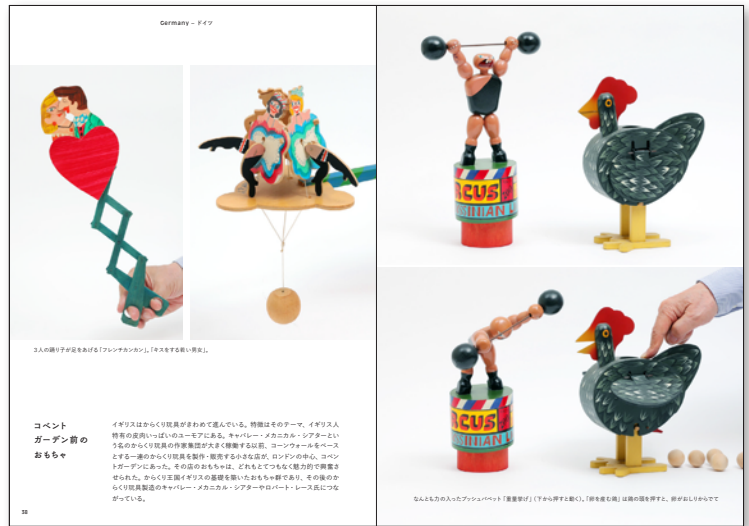 Germany – ドイツ
3人の踊り子が足をあげる「フレンチカンカン」。「キスをする若い男女」。
コベント
ガーデン前の
おもちゃ
イギリスはからくり玩具がきわめて進んでいる。特徴はそのテーマ、イギリス人
特有の皮肉いっぱいのユーモアにある。キャバレー・メカニカル・シアターとい
う名のからくり玩具の作家集団が大きく稼働する以前、コーンウォールをベース
とする一連のからくり玩具を製作・販売する小さな店が、ロンドンの中心、コベン
トガーデンにあった。その店のおもちゃは、どれもとてつもなく魅力的で興奮さ
せられた。からくり王国イギリスの基礎を築いたおもちゃ群であり、その後のか
らくり玩具製造のキャバレー・メカニカル・シアターやロバート・レース氏につな
がっている。
38
RCUS
SINIAN L
RCUS
SINIAN L
なんとも力の入ったプッシュパペット「重量挙げ」（下から押すと動く）。「卵を産む鶏」は鶏の頭を押すと、卵がおしりからでて